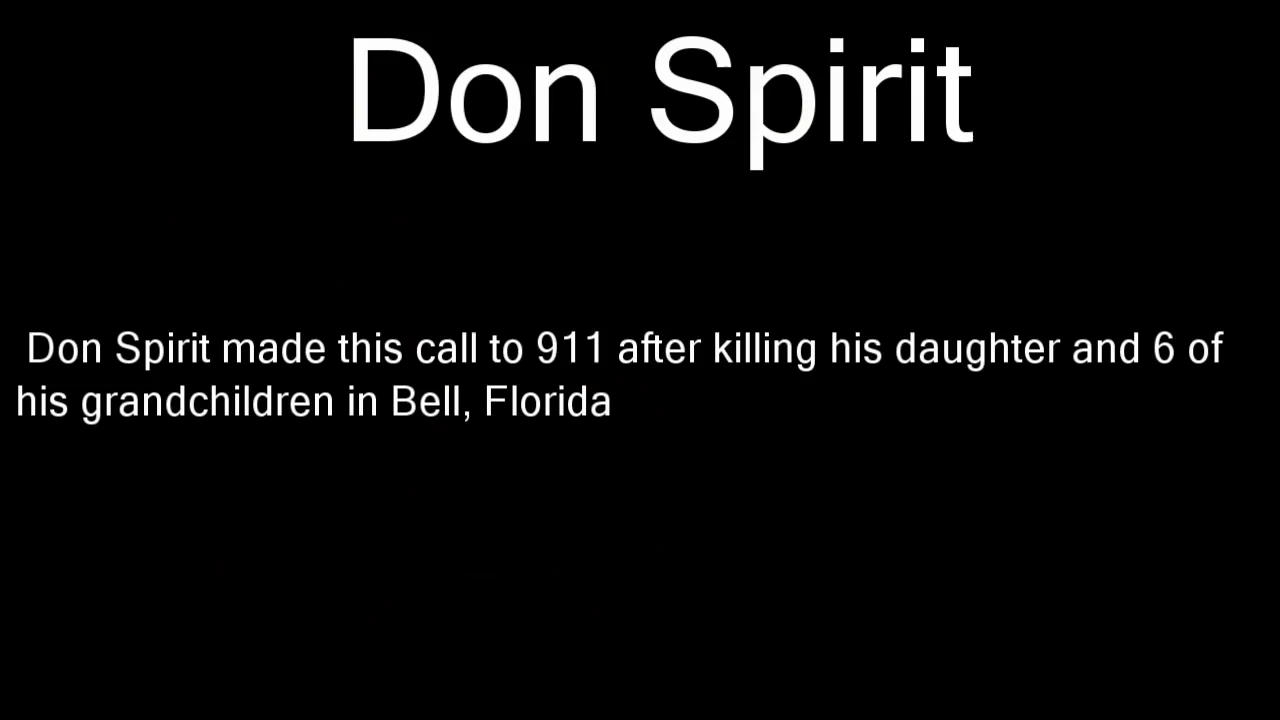 Don Spirit
Don Spirit made this call to 911 after killing his daughter and 6 of
his grandchildren in Bell, Florida